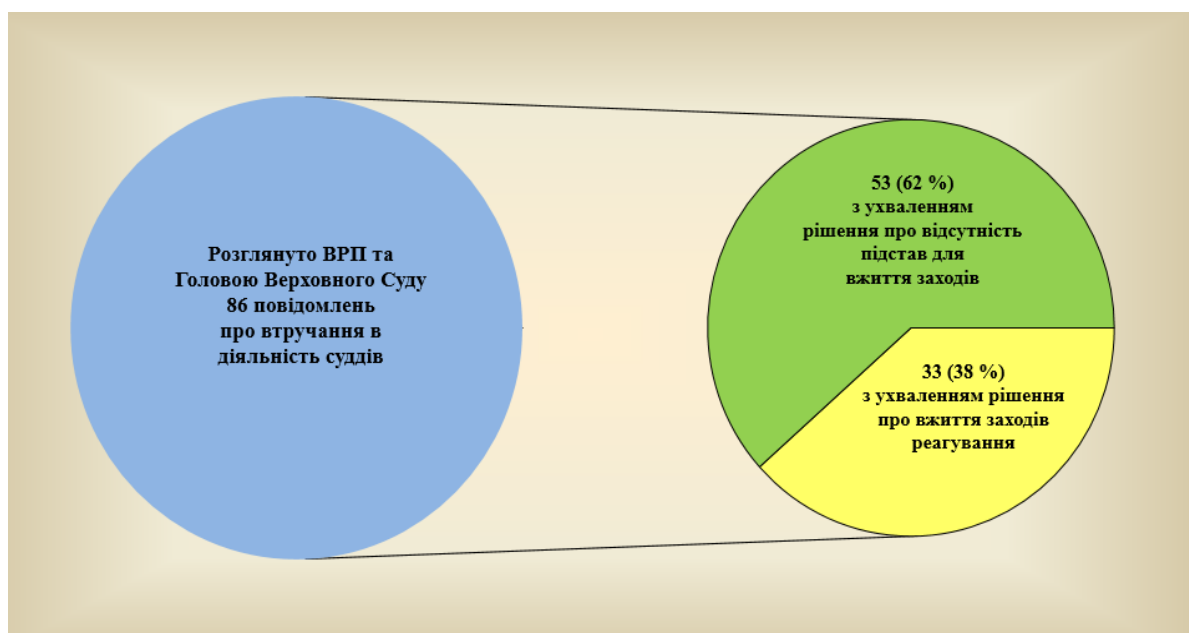 Розглянуто ВРП та
Головою Верховного Суду
86 повідомлень
про втручання в
діяльність суддів
53 (62 %)
з ухваленням
рішення про відсутність
підстав для
вжиття заходів
33 (38 %)
з ухваленням рішення
про вжиття заходів
реагування